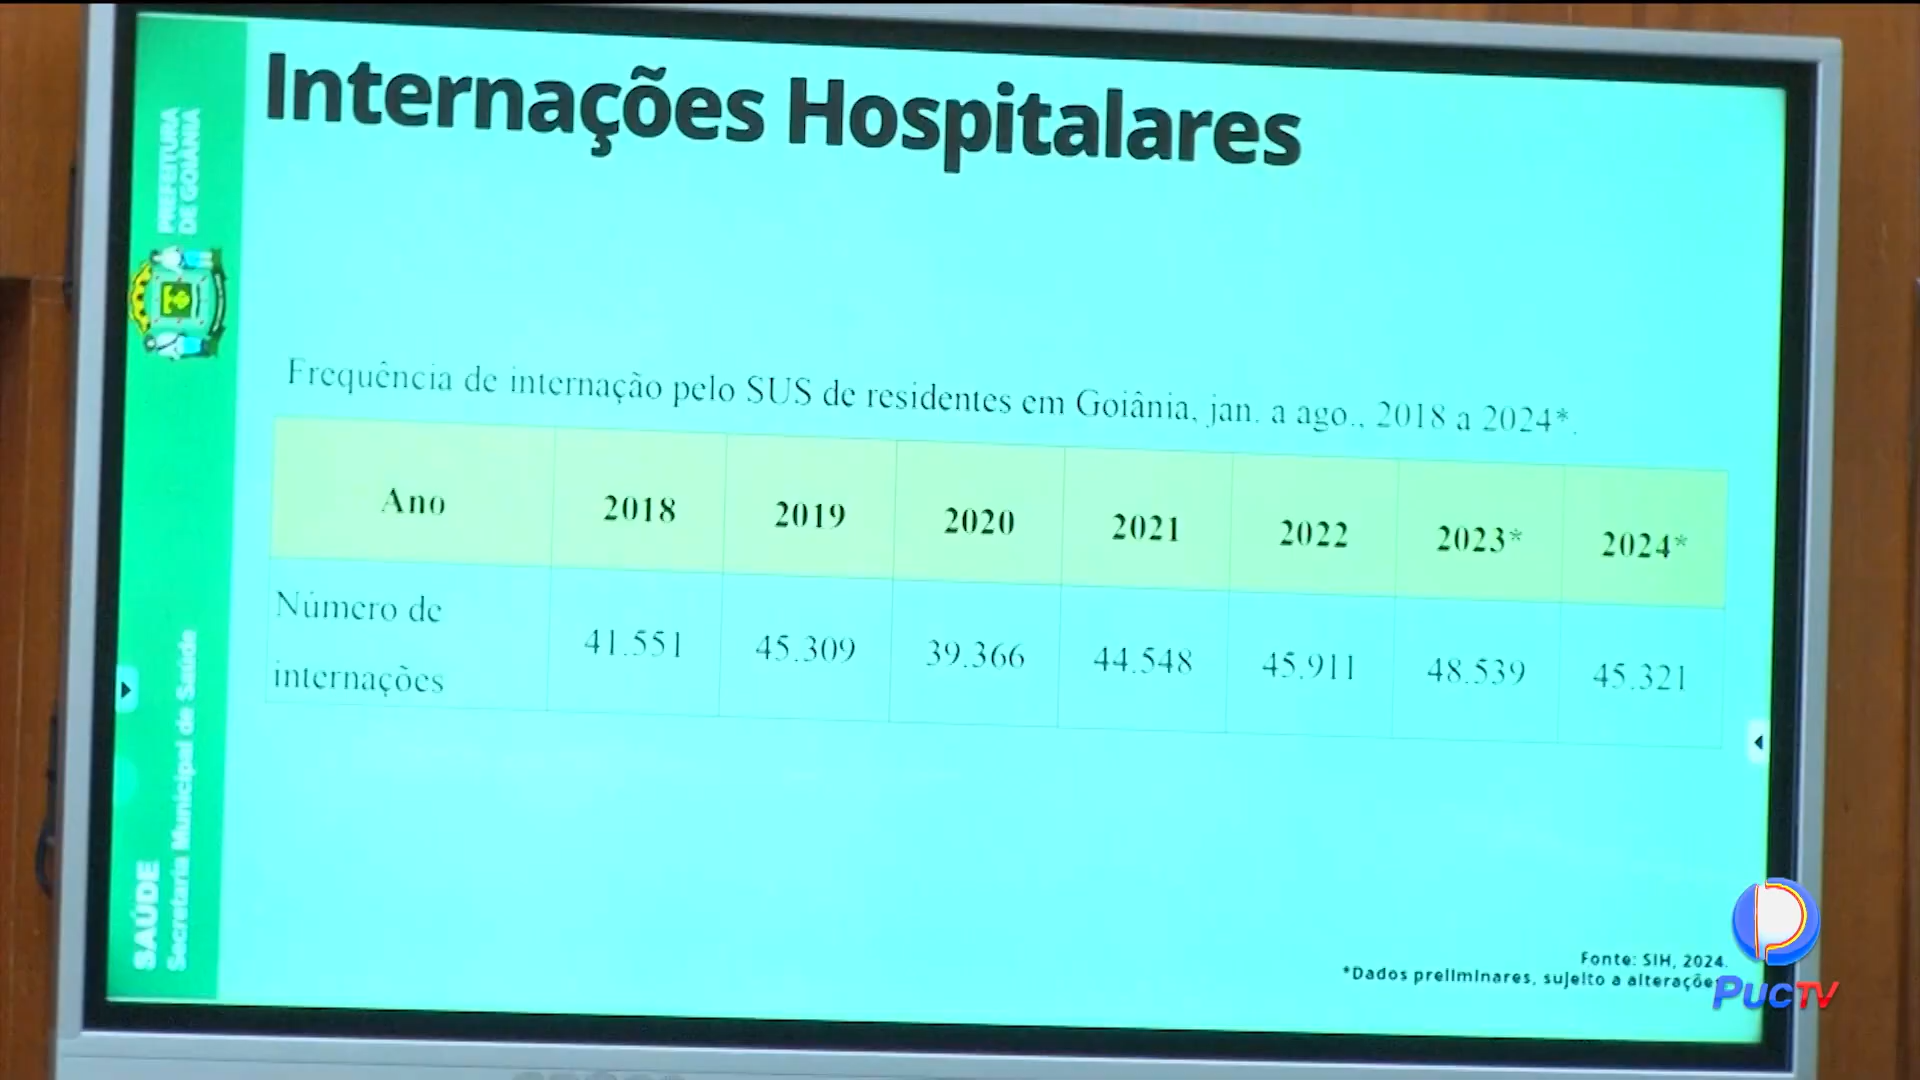 Internações Hospitalares
PREFEITURA
DE GOIÂNIA
SAÚDE
Secretaria Municipal de Saúde
Frequência de internação pelo SUS de residentes em Goiânia, jan. a ago., 2018 a 2024*.
Ano 2018 2019 2020 2021 2022 2023* 2024*
Número de
internações
41.551 45.309 39.366 44.548 45.911 48.539 45.321
Fonte: SIH, 2024.
*Dados preliminares, sujeito a alteraçõe
PUCTV